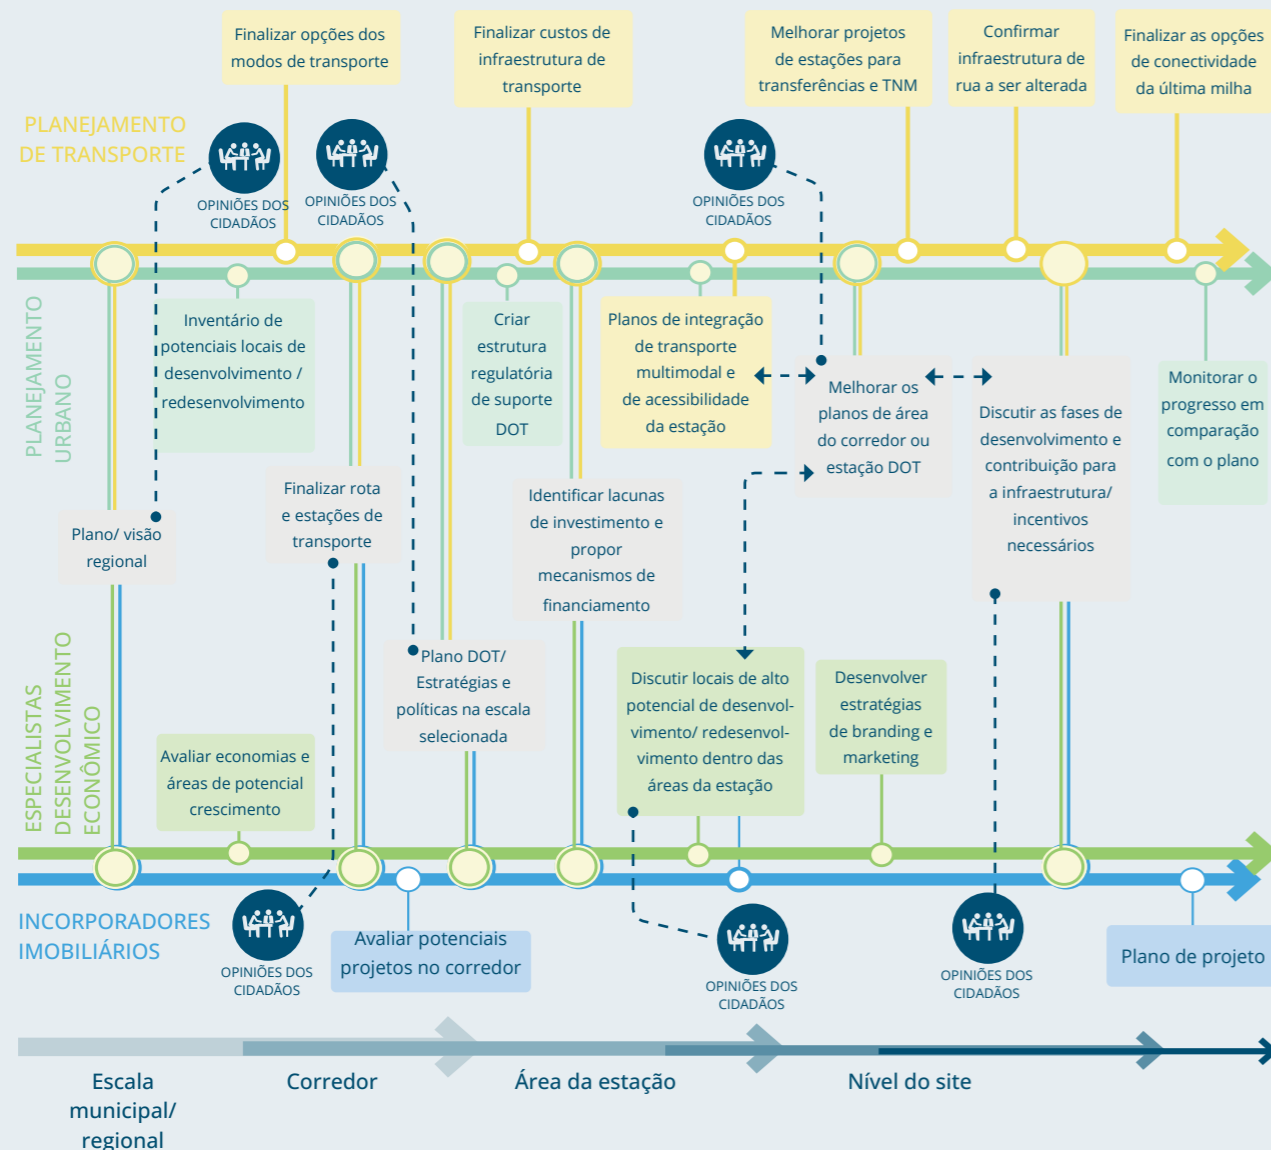 Finalizar opções dos
modos de transporte
Finalizar custos de
infraestrutura de
transporte
Melhorar projetos
de estações para
transferências e TNM
Confirmar
infraestrutura de
rua a ser alterada
Finalizar as opções
de conectividade
da última milha
PLANEJAMENTO
DE TRANSPORTE
OPINIÕES DOS
CIDADÃOS
OPINIÕES DOS
CIDADÃOS
OPINIÕES DOS
CIDADÃOS
PLANEJAMENTO
URBANO
Inventário de
potenciais locais de
desenvolvimento /
redesenvolvimento
Criar
estrutura
regulatória
de suporte
DOT
Planos de integração
de transporte
multimodal e
de acessibilidade
da estação
Melhorar os
planos de área
do corredor ou
estação DOT
Discutir as fases de
desenvolvimento e
contribuição para
a infraestrutura/
incentivos
necessários
Monitorar o
progresso em
comparação
com o plano
Plano/ visão
regional
Finalizar rota
e estações de
transporte
Identificar lacunas
de investimento e
propor
mecanismos de
financiamento
Plano DOT/
Estratégias e
políticas na escala
selecionada
ESPECIALISTAS
DESENVOLVIMENTO
ECONÔMICO
Avaliar economias e
áreas de potencial
crescimento
Discutir locais de alto
potencial de desenvol-
vimento/ redesenvol-
vimento dentro das
áreas da estação
Desenvolver
estratégias
de branding e
marketing
INCORPORADORES
IMOBILIÁRIOS
OPINIÕES DOS
CIDADÃOS
Avaliar potenciais
projetos no corredor
OPINIÕES DOS
CIDADÃOS
OPINIÕES DOS
CIDADÃOS
Plano de projeto
Escala
municipal/
regional
Corredor
Área da estação
Nível do site